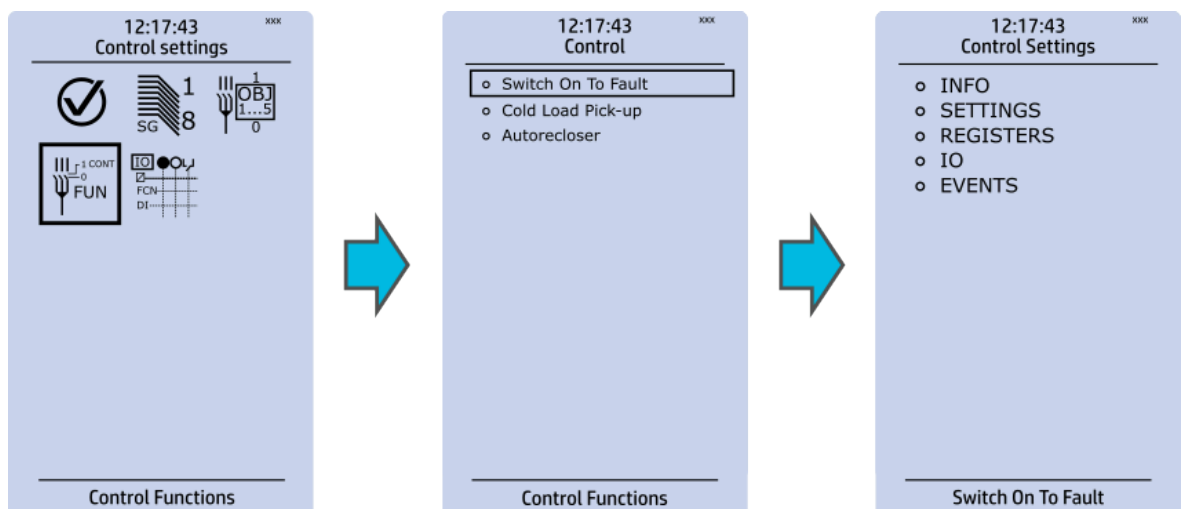 12:17:43 xxx
Control settings
1
SG 8
1
OBJ
1...5
0
1 CONT
0
FUN
IO
FCN
DI
Control Functions
12:17:43 xxx
Control
Switch On To Fault
Cold Load Pick-up
Autorecloser
Control Functions
12:17:43 xxx
Control Settings
INFO
SETTINGS
REGISTERS
IO
EVENTS
Switch On To Fault